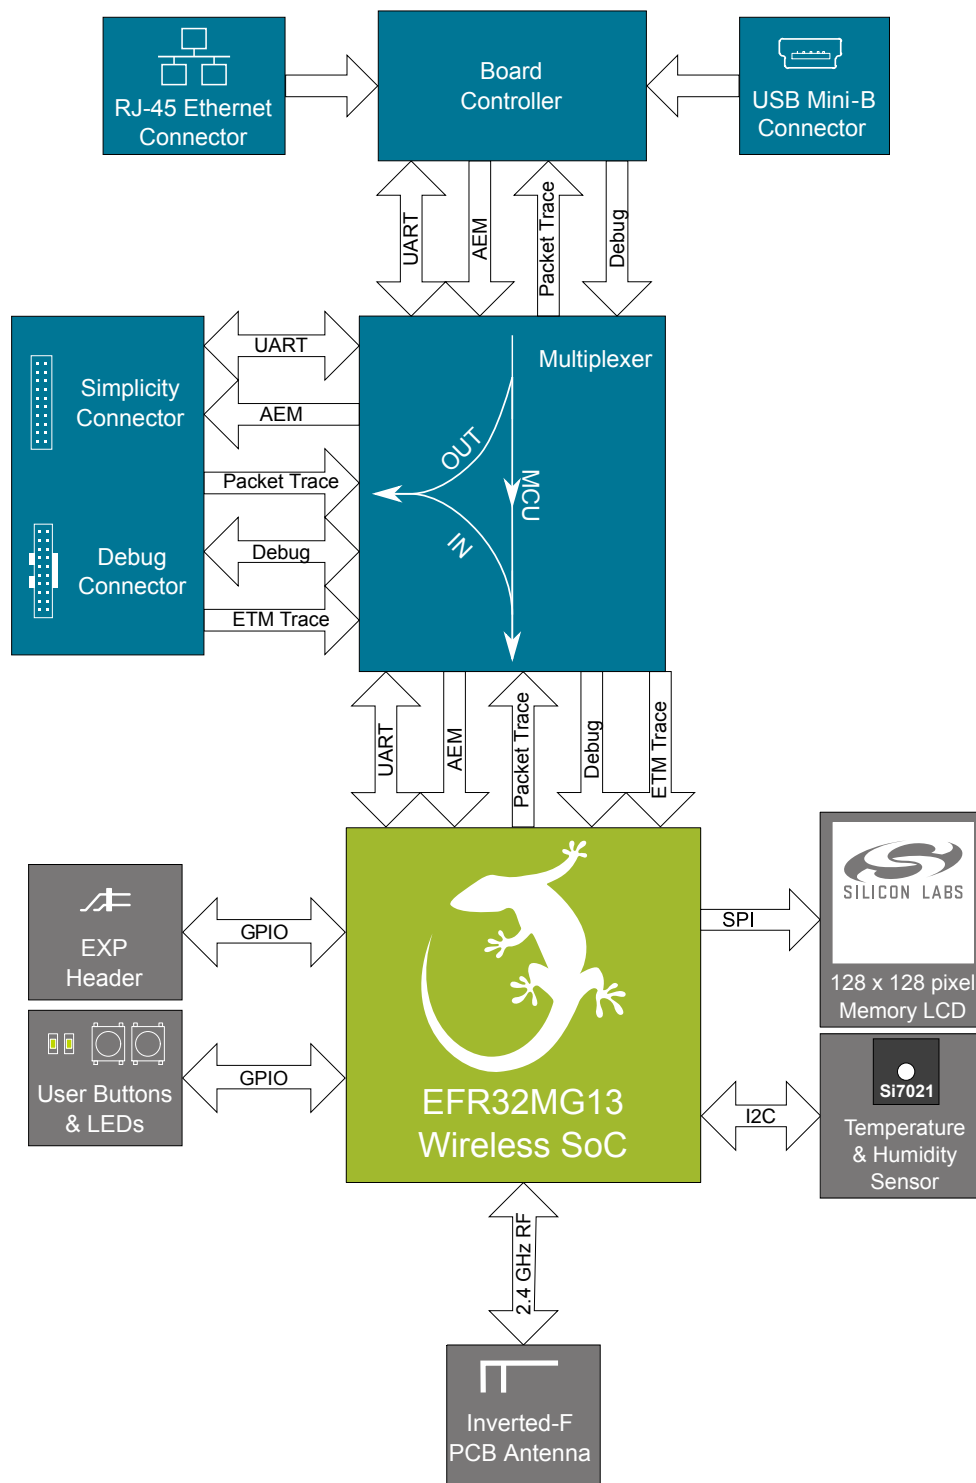 RJ-45 Ethernet
Connector
Board
Controller
USB Mini-B
Connector
UART
AEM
Packet Trace
Debug
Simplicity
Connector
Debug
Connector
UART
AEM
Packet Trace
Debug
ETM Trace
Multiplexer
OUT
MCU
IN
UART
AEM
Packet Trace
Debug
ETM Trace
EXP
Header
GPIO
User Buttons
& LEDs
GPIO
EFR32MG13
Wireless SoC
SPI
SILICON LABS
128 x 128 pixel
Memory LCD
I2C
Si7021
Temperature
& Humidity
Sensor
2.4 GHz RF
Inverted-F
PCB Antenna